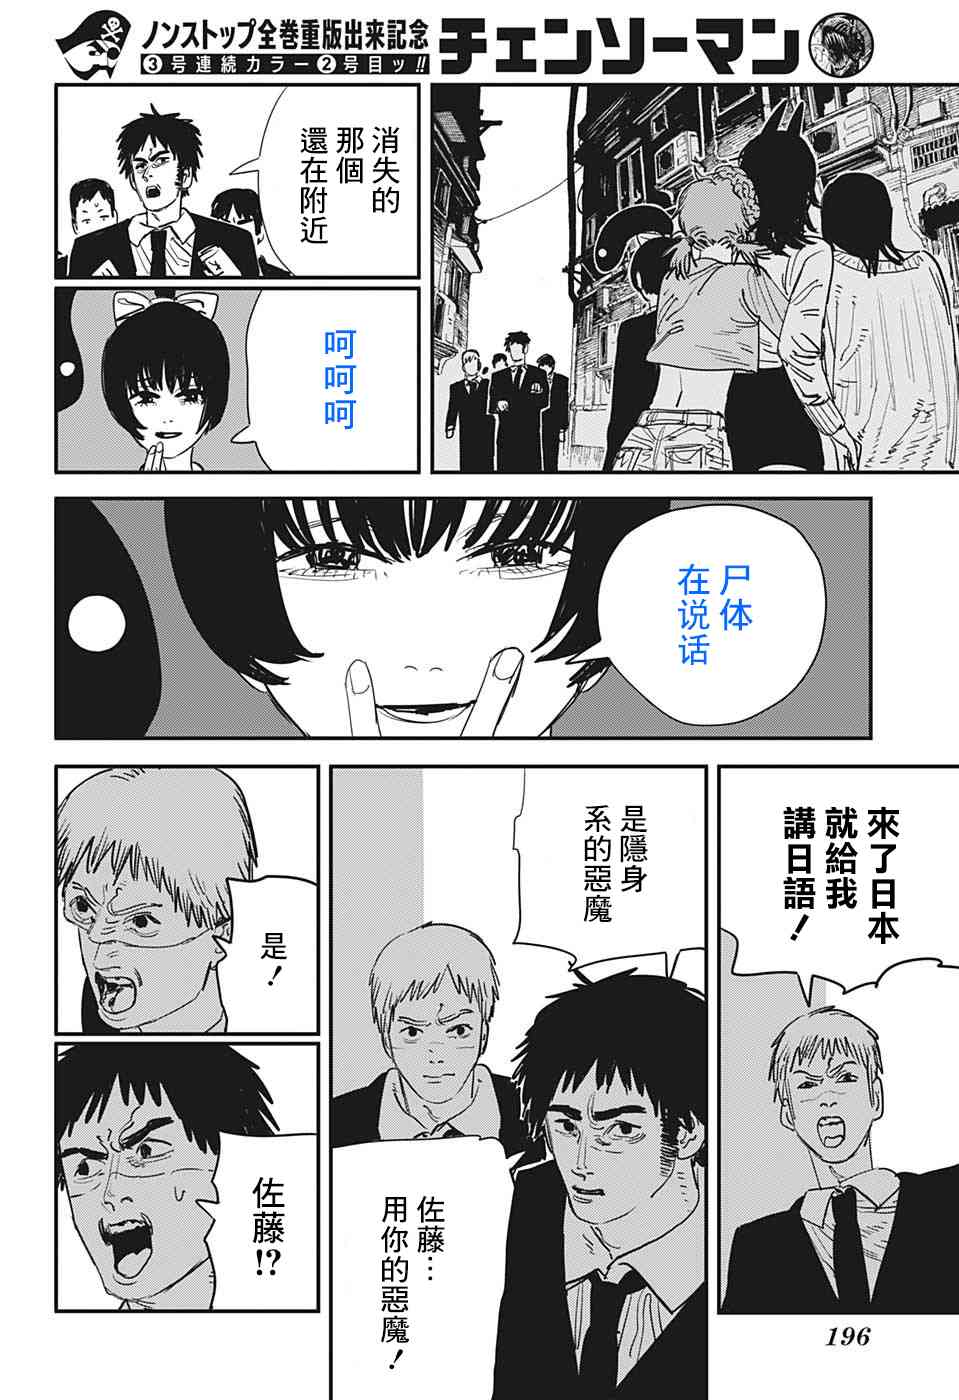 ノンストップ全巻重版出来記念
3号連続カラー2号目ッ!!
チェンソーマン
消失的
那個
還在附近
呵呵呵
尸体
在说话
來了日本
就給我
講日語!
是隱身
系的惡魔
佐藤…
用你的惡魔!
是!
佐藤!?
196